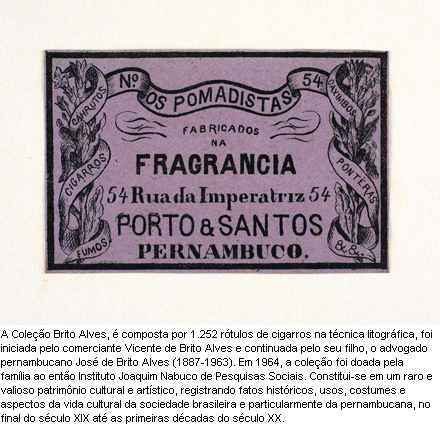 Nº OS POMADISTAS 54
CHARUTOS
CIGARROS
FUMOS
CAXIMBOS
PONTERAS
&. &.
FABRICADOS
NA
FRAGRANCIA
54 Rua da Imperatriz 54
PORTO & SANTOS
PERNAMBUCO.
A Coleção Brito Alves, é composta por 1.252 rótulos de cigarros na técnica litográfica, foi
iniciada pelo comerciante Vicente de Brito Alves e continuada pelo seu filho, o advogado
pernambucano José de Brito Alves (1887-1963). Em 1964, a coleção foi doada pela
família ao então Instituto Joaquim Nabuco de Pesquisas Sociais. Constitui-se em um raro e
valioso patrimônio cultural e artístico, registrando fatos históricos, usos, costumes e
aspectos da vida cultural da sociedade brasileira e particularmente da pernambucana, no
final do século XIX até as primeiras décadas do século XX.